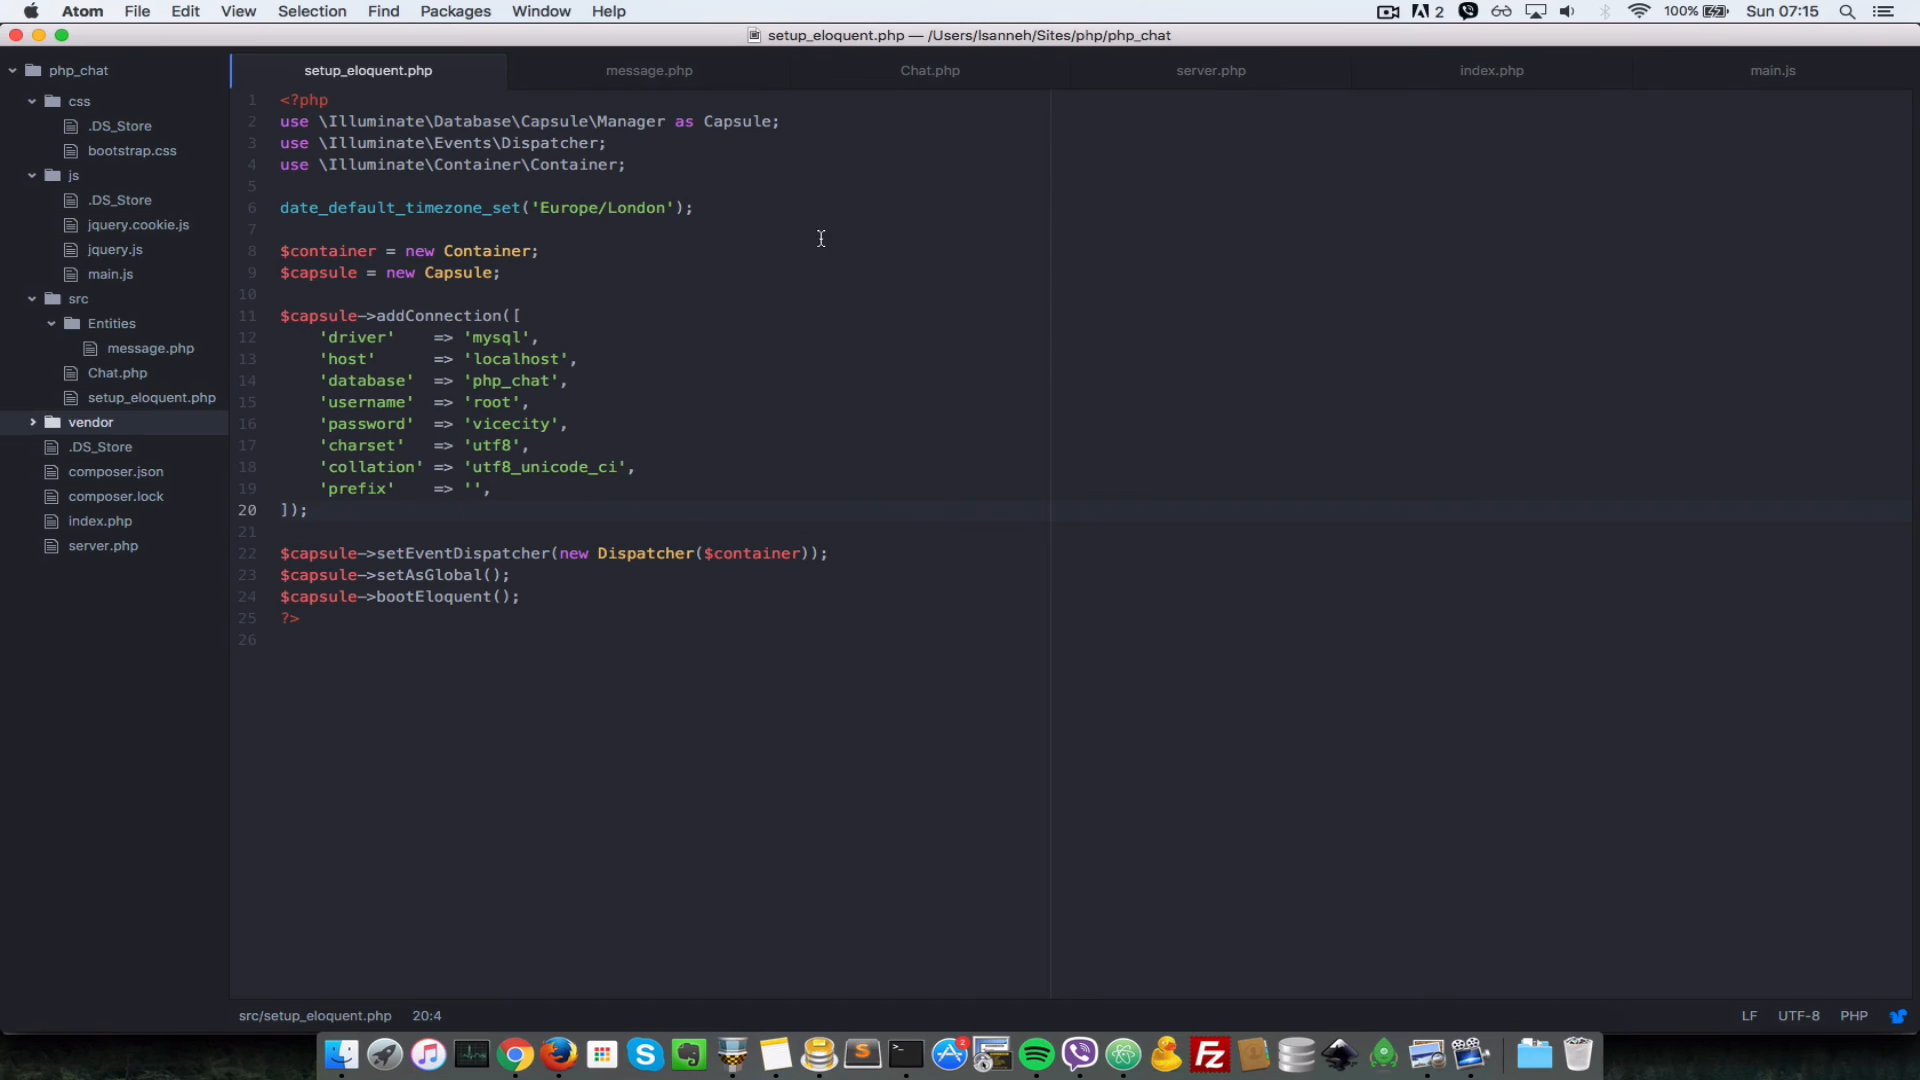 Atom File Edit View Selection Find Packages Window Help 2 100% Sun 07:15
setup_eloquent.php — /Users/lsanneh/Sites/php/php_chat
php_chat
css
.DS_Store
bootstrap.css
js
.DS_Store
jquery.cookie.js
jquery.js
main.js
src
Entities
message.php
Chat.php
setup_eloquent.php
vendor
.DS_Store
composer.json
composer.lock
index.php
server.php
setup_eloquent.php message.php Chat.php server.php index.php main.js
1 <?php
2 use \Illuminate\Database\Capsule\Manager as Capsule;
3 use \Illuminate\Events\Dispatcher;
4 use \Illuminate\Container\Container;
5
6 date_default_timezone_set('Europe/London');
7
8 $container = new Container;
9 $capsule = new Capsule;
10
11 $capsule->addConnection([
12 'driver' => 'mysql',
13 'host' => 'localhost',
14 'database' => 'php_chat',
15 'username' => 'root',
16 'password' => 'vicecity',
17 'charset' => 'utf8',
18 'collation' => 'utf8_unicode_ci',
19 'prefix' => '',
20 ]);
21
22 $capsule->setEventDispatcher(new Dispatcher($container));
23 $capsule->setAsGlobal();
24 $capsule->bootEloquent();
25 ?>
26
src/setup_eloquent.php 20:4 LF UTF-8 PHP
2